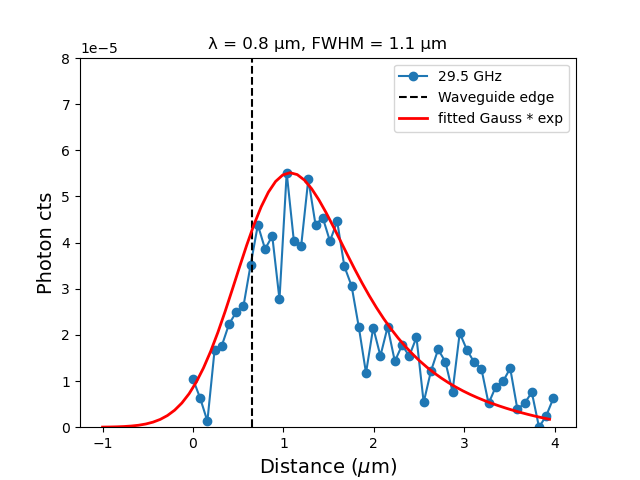 λ = 0.8 μm, FWHM = 1.1 μm
1e−5
8
7
6
5
4
3
2
1
0
Photon cts
29.5 GHz
Waveguide edge
fitted Gauss * exp
−1 0 1 2 3 4
Distance (μm)